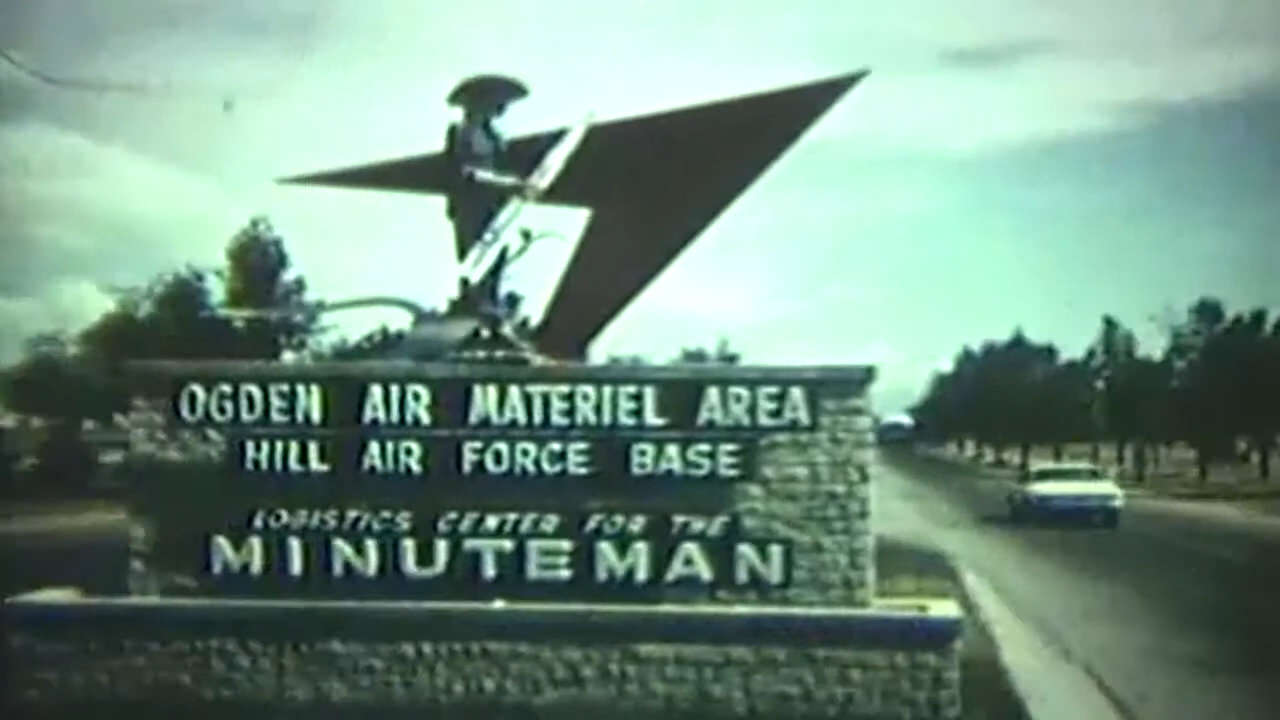 OGDEN AIR MATERIEL AREA
HILL AIR FORCE BASE
LOGISTICS CENTER FOR THE
MINUTEMAN